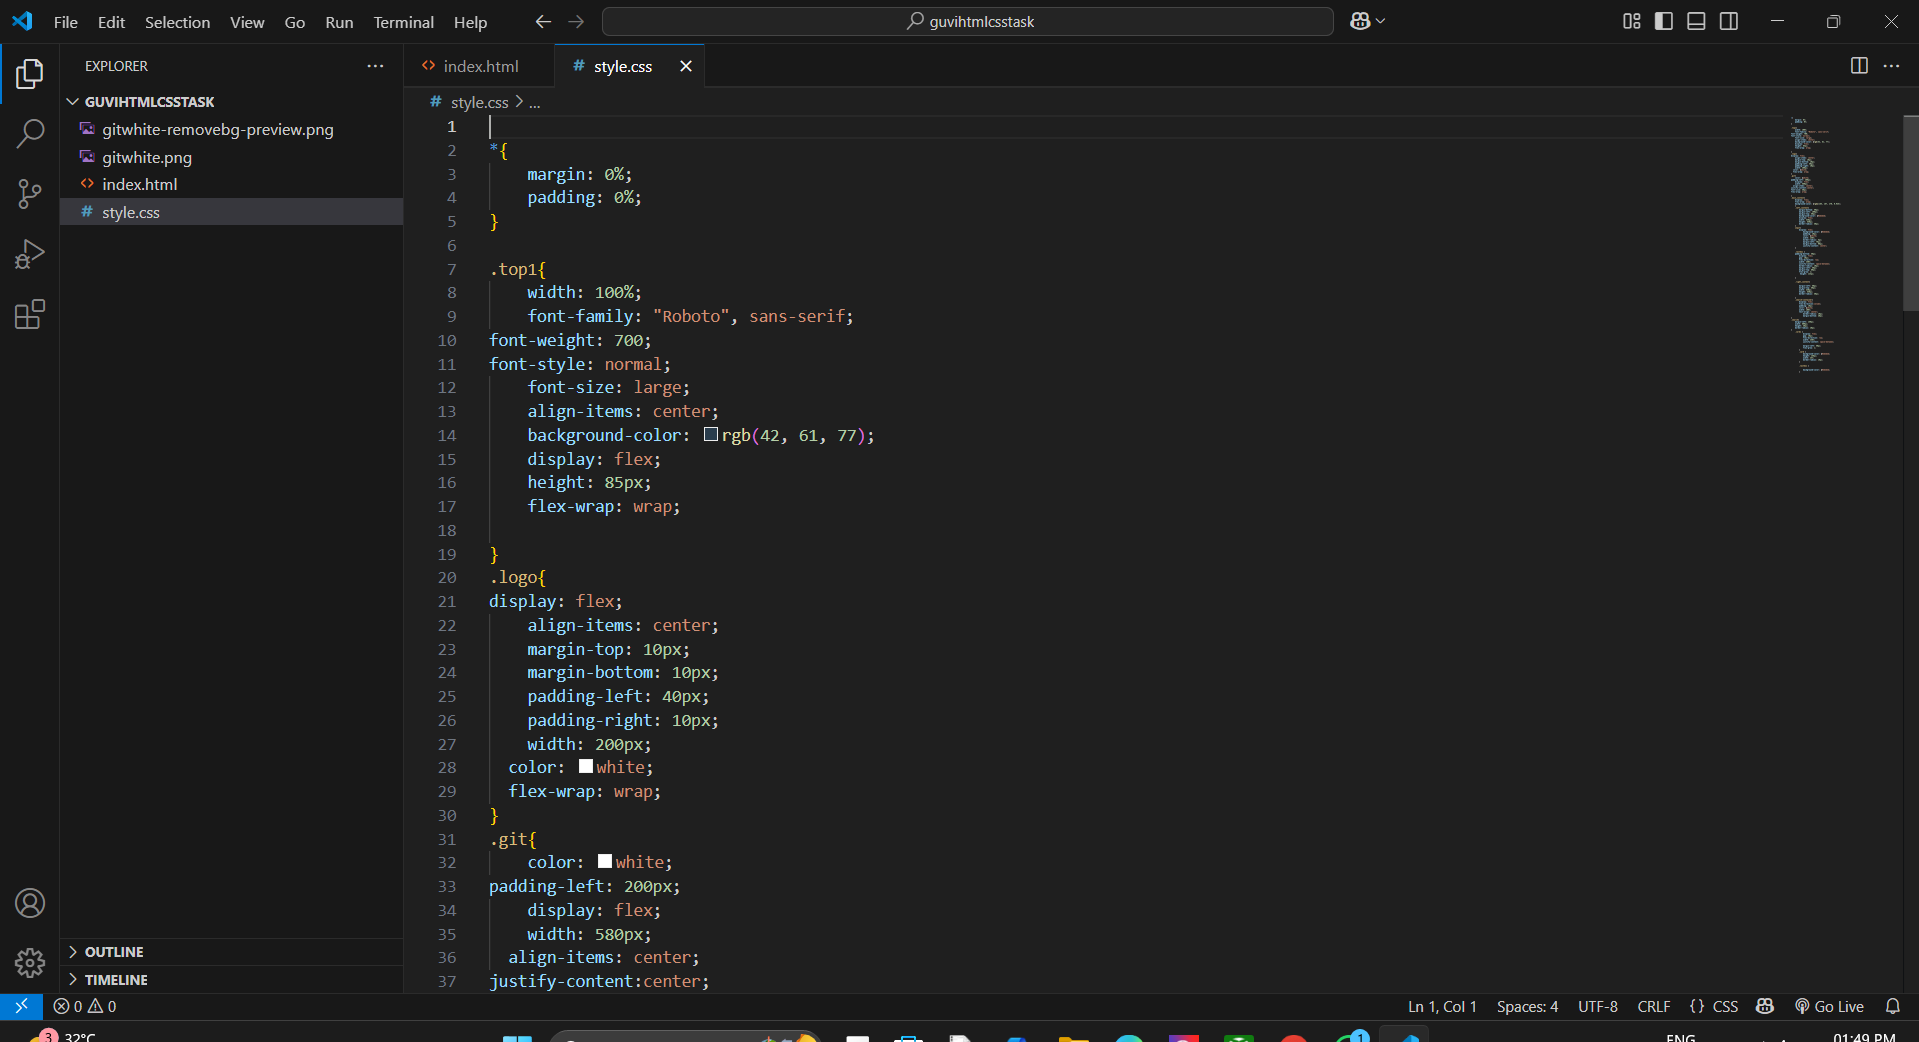 File Edit Selection View Go Run Terminal Help
guvihtmlcsstask
EXPLORER
GUVIHTMLCSSTASK
gitwhite-removebg-preview.png
gitwhite.png
index.html
style.css
OUTLINE
TIMELINE
index.html
# style.css
# style.css > ...
1
2 *{
3 margin: 0%;
4 padding: 0%;
5 }
6
7 .top1{
8 width: 100%;
9 font-family: "Roboto", sans-serif;
10 font-weight: 700;
11 font-style: normal;
12 font-size: large;
13 align-items: center;
14 background-color: rgb(42, 61, 77);
15 display: flex;
16 height: 85px;
17 flex-wrap: wrap;
18
19 }
20 .logo{
21 display: flex;
22 align-items: center;
23 margin-top: 10px;
24 margin-bottom: 10px;
25 padding-left: 40px;
26 padding-right: 10px;
27 width: 200px;
28 color: white;
29 flex-wrap: wrap;
30 }
31 .git{
32 color: white;
33 padding-left: 200px;
34 display: flex;
35 width: 580px;
36 align-items: center;
37 justify-content:center;
0 0
Ln 1, Col 1 Spaces: 4 UTF-8 CRLF {} CSS Go Live
3 32°C
1
ENG
01:49 PM